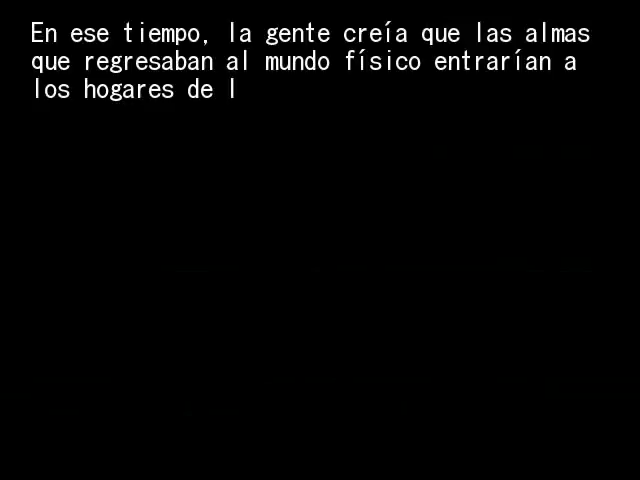 En ese tiempo, la gente creía que las almas
que regresaban al mundo físico entrarían a
los hogares de l